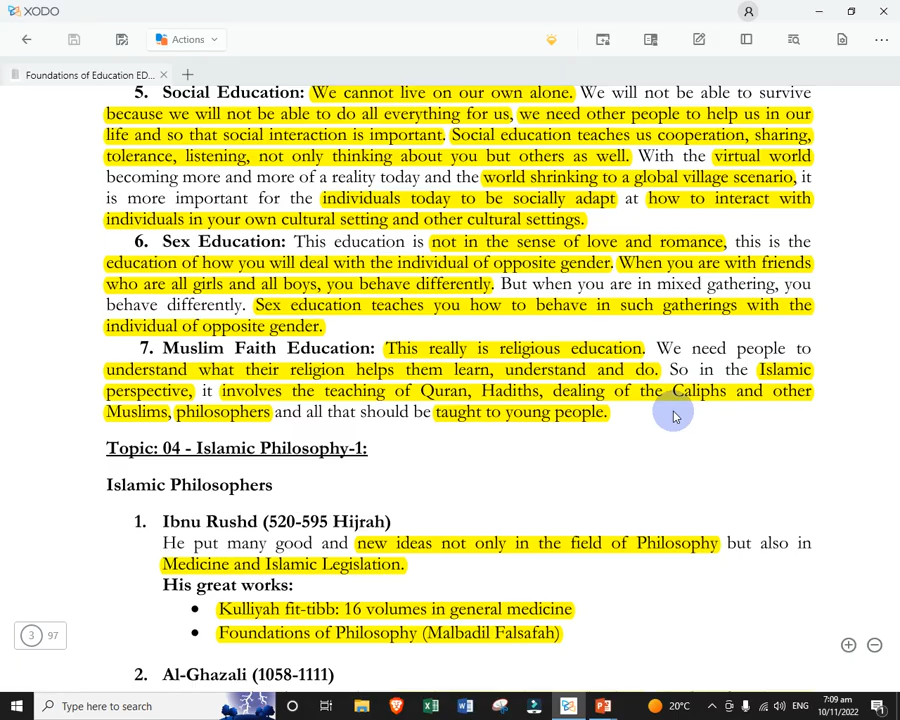 XODO
Actions
Foundations of Education ED...
5. Social Education: We cannot live on our own alone. We will not be able to survive
because we will not be able to do all everything for us, we need other people to help us in our
life and so that social interaction is important. Social education teaches us cooperation, sharing,
tolerance, listening, not only thinking about you but others as well. With the virtual world
becoming more and more of a reality today and the world shrinking to a global village scenario, it
is more important for the individuals today to be socially adapt at how to interact with
individuals in your own cultural setting and other cultural settings.
6. Sex Education: This education is not in the sense of love and romance, this is the
education of how you will deal with the individual of opposite gender. When you are with friends
who are all girls and all boys, you behave differently. But when you are in mixed gathering, you
behave differently. Sex education teaches you how to behave in such gatherings with the
individual of opposite gender.
7. Muslim Faith Education: This really is religious education. We need people to
understand what their religion helps them learn, understand and do. So in the Islamic
perspective, it involves the teaching of Quran, Hadiths, dealing of the Caliphs and other
Muslims, philosophers and all that should be taught to young people.
Topic: 04 - Islamic Philosophy-1:
Islamic Philosophers
1. Ibnu Rushd (520-595 Hijrah)
He put many good and new ideas not only in the field of Philosophy but also in
Medicine and Islamic Legislation.
His great works:
• Kulliyah fit-tibb: 16 volumes in general medicine
• Foundations of Philosophy (Malbadil Falsafah)
3 97
2. Al-Ghazali (1058-1111)
Type here to search
20°C
ENG
7:09 am
10/11/2022